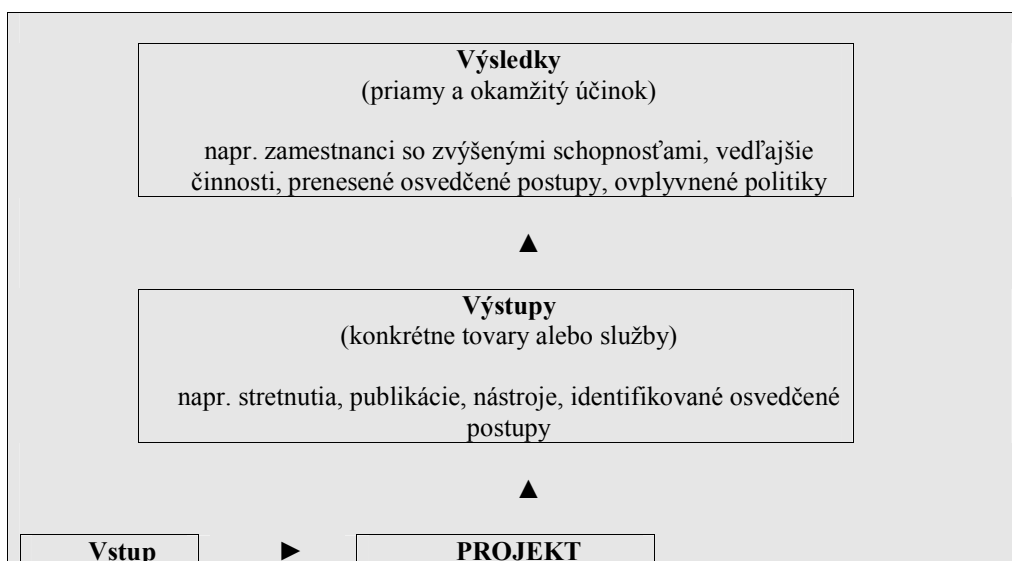 Výsledky
(priamy a okamžitý účinok)
napr. zamestnanci so zvýšenými schopnosťami, vedľajšie
činnosti, prenesené osvedčené postupy, ovplyvnené politiky
▲
Výstupy
(konkrétne tovary alebo služby)
napr. stretnutia, publikácie, nástroje, identifikované osvedčené
postupy
▲
Vstup ► PROJEKT